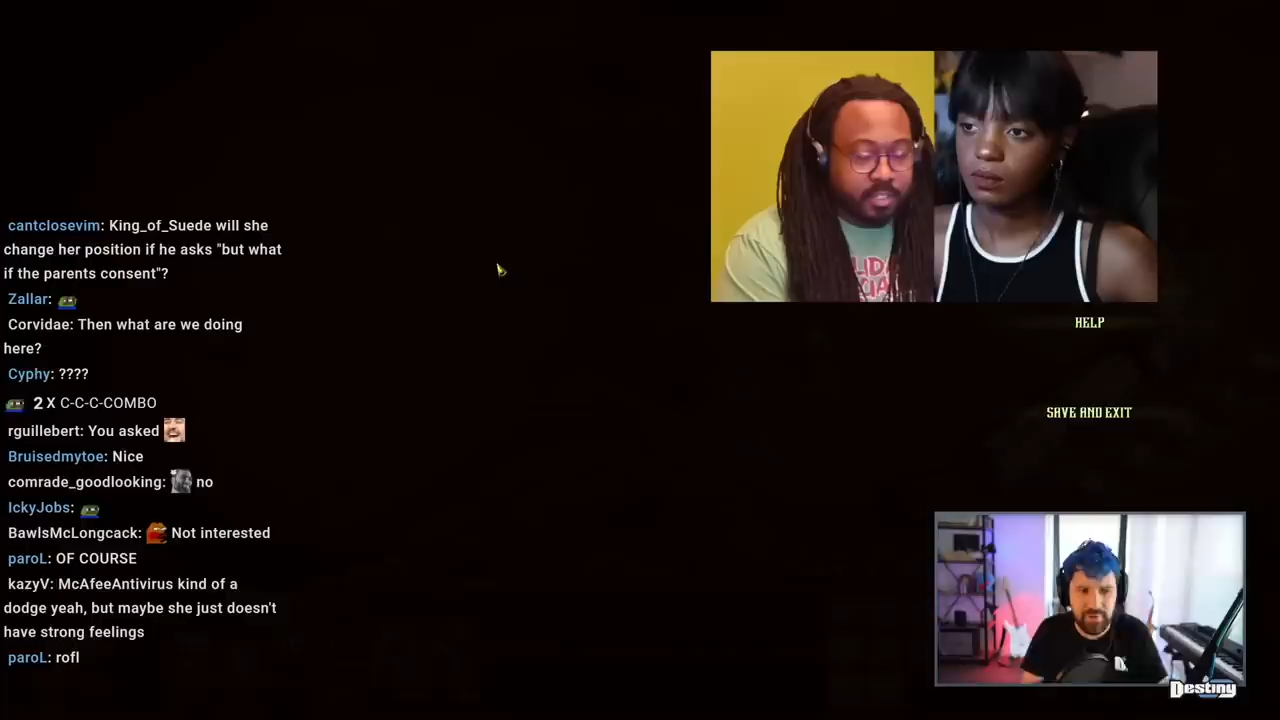 cantclosevim: King_of_Suede will she
change her position if he asks "but what
if the parents consent"?
Zallar:
Corvidae: Then what are we doing
here?
Cyphy: ????
2 X C-C-C-COMBO
rguillebert: You asked
Bruisedmytoe: Nice
comrade_goodlooking: no
IckyJobs:
BawlsMcLongcack: Not interested
paroL: OF COURSE
kazyV: McAfeeAntivirus kind of a
dodge yeah, but maybe she just doesn't
have strong feelings
paroL: rofl
HELP
SAVE AND EXIT
Destiny